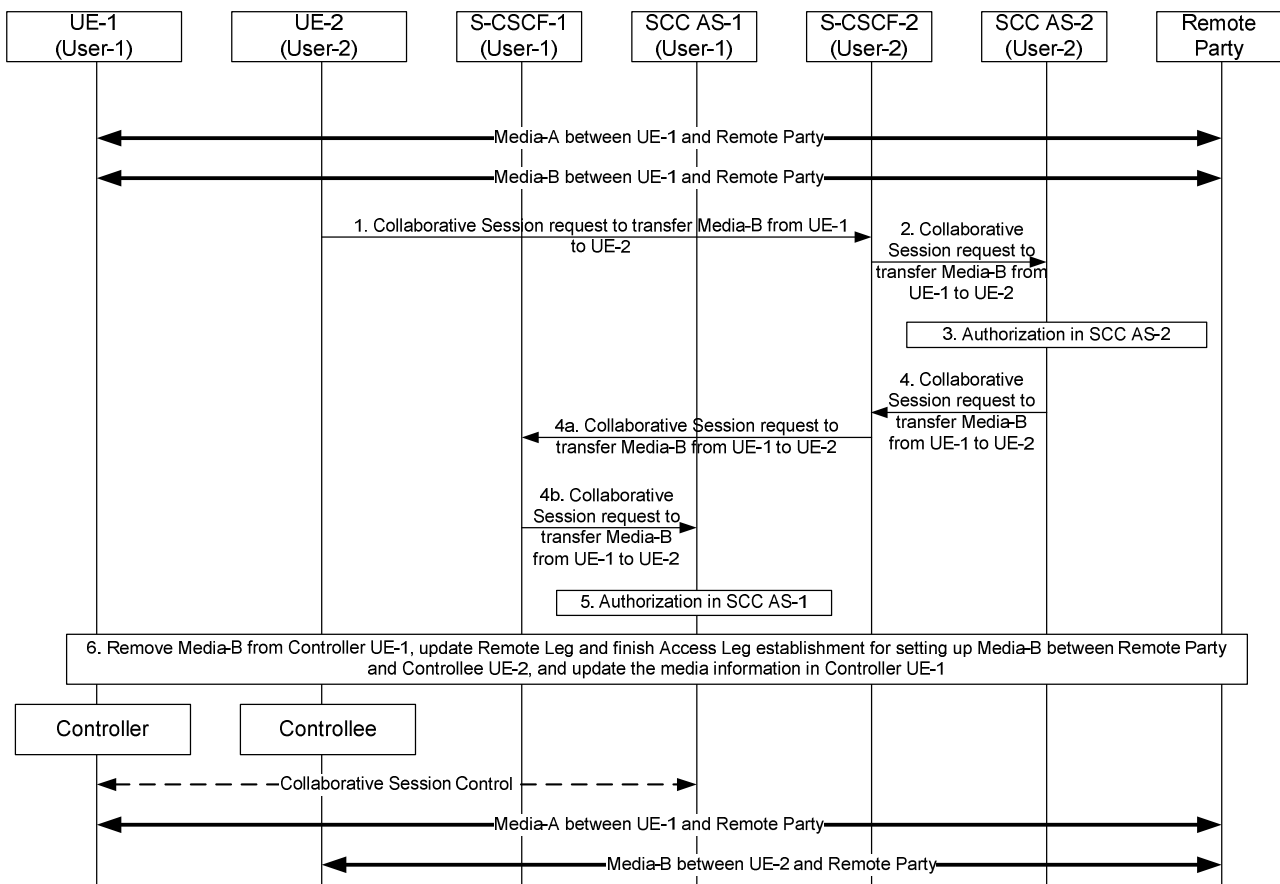 UE-1
(User-1)
UE-2
(User-2)
S-CSCF-1
(User-1)
SCC AS-1
(User-1)
S-CSCF-2
(User-2)
SCC AS-2
(User-2)
Remote
Party
Media-A between UE-1 and Remote Party
Media-B between UE-1 and Remote Party
1. Collaborative Session request to transfer Media-B from UE-1
to UE-2
2. Collaborative
Session request to
transfer Media-B from
UE-1 to UE-2
3. Authorization in SCC AS-2
4. Collaborative
Session request to
transfer Media-B
from UE-1 to UE-2
4a. Collaborative Session request to
transfer Media-B from UE-1 to UE-2
4b. Collaborative
Session request to
transfer Media-B
from UE-1 to UE-2
5. Authorization in SCC AS-1
6. Remove Media-B from Controller UE-1, update Remote Leg and finish Access Leg establishment for setting up Media-B between Remote Party
and Controllee UE-2, and update the media information in Controller UE-1
Controller
Controllee
Collaborative Session Control
Media-A between UE-1 and Remote Party
Media-B between UE-2 and Remote Party